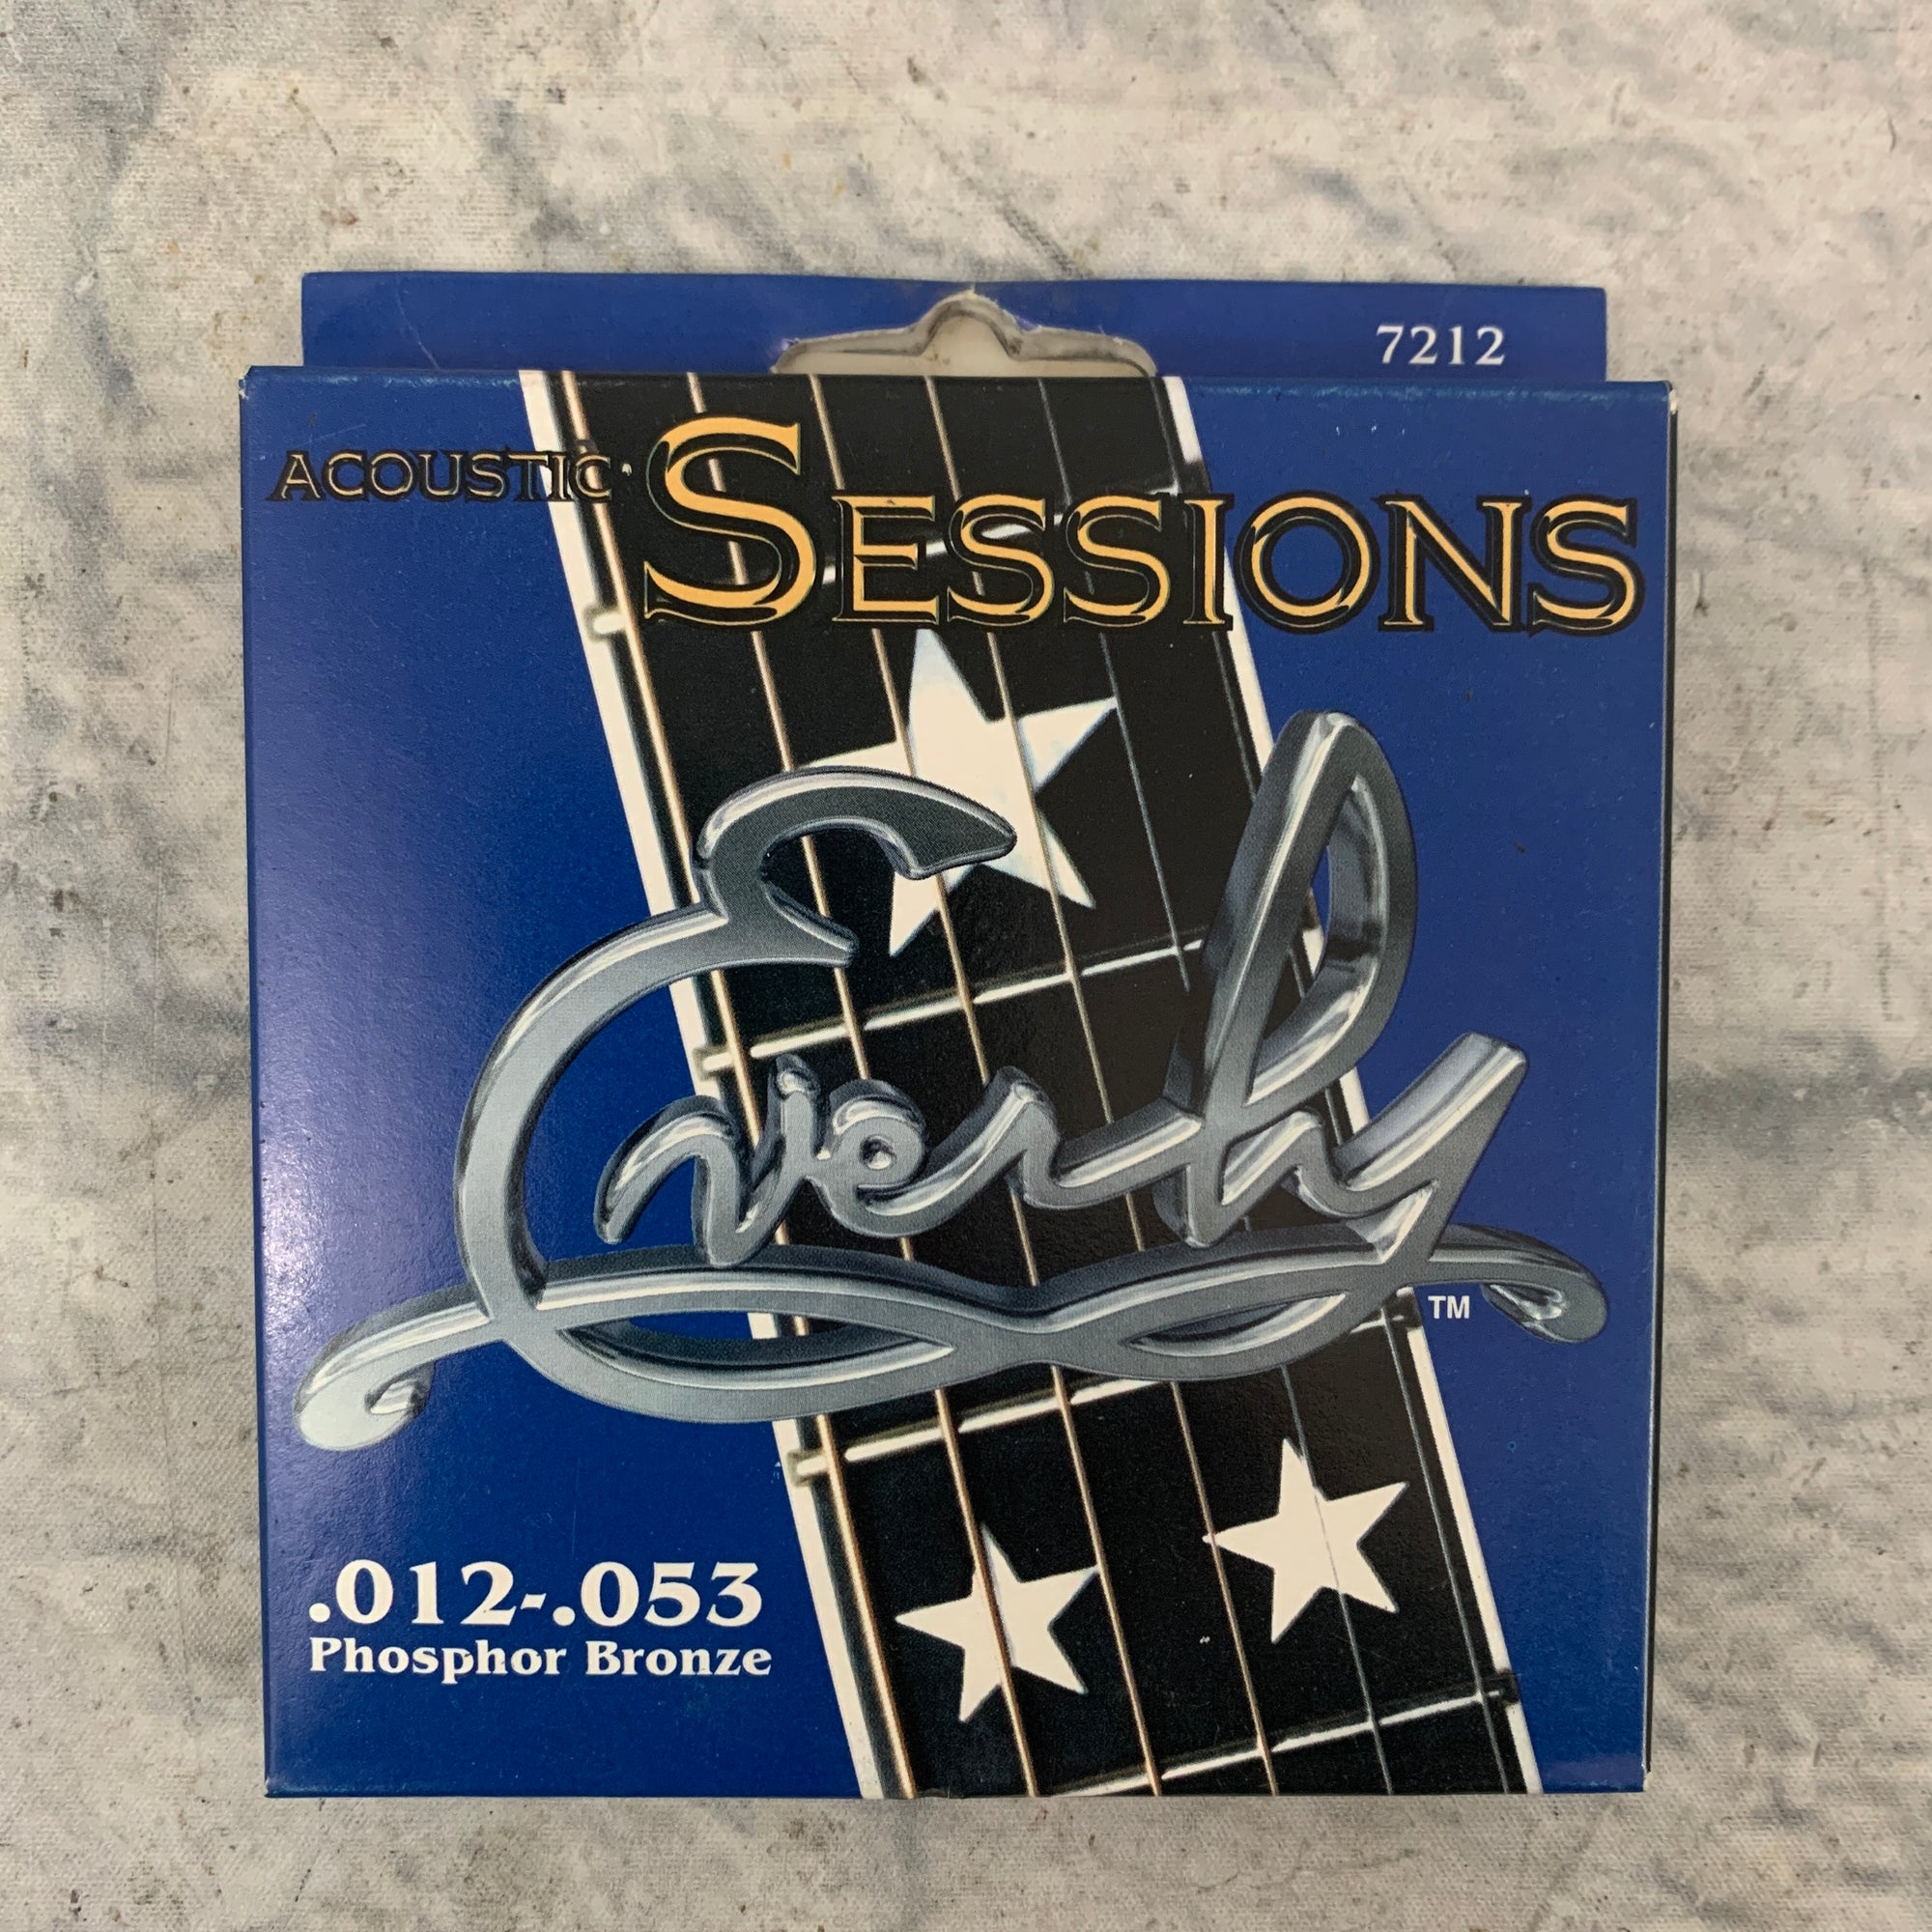 7212
ACOUSTIC SESSIONS
Everly
TM
.012-.053
Phosphor Bronze